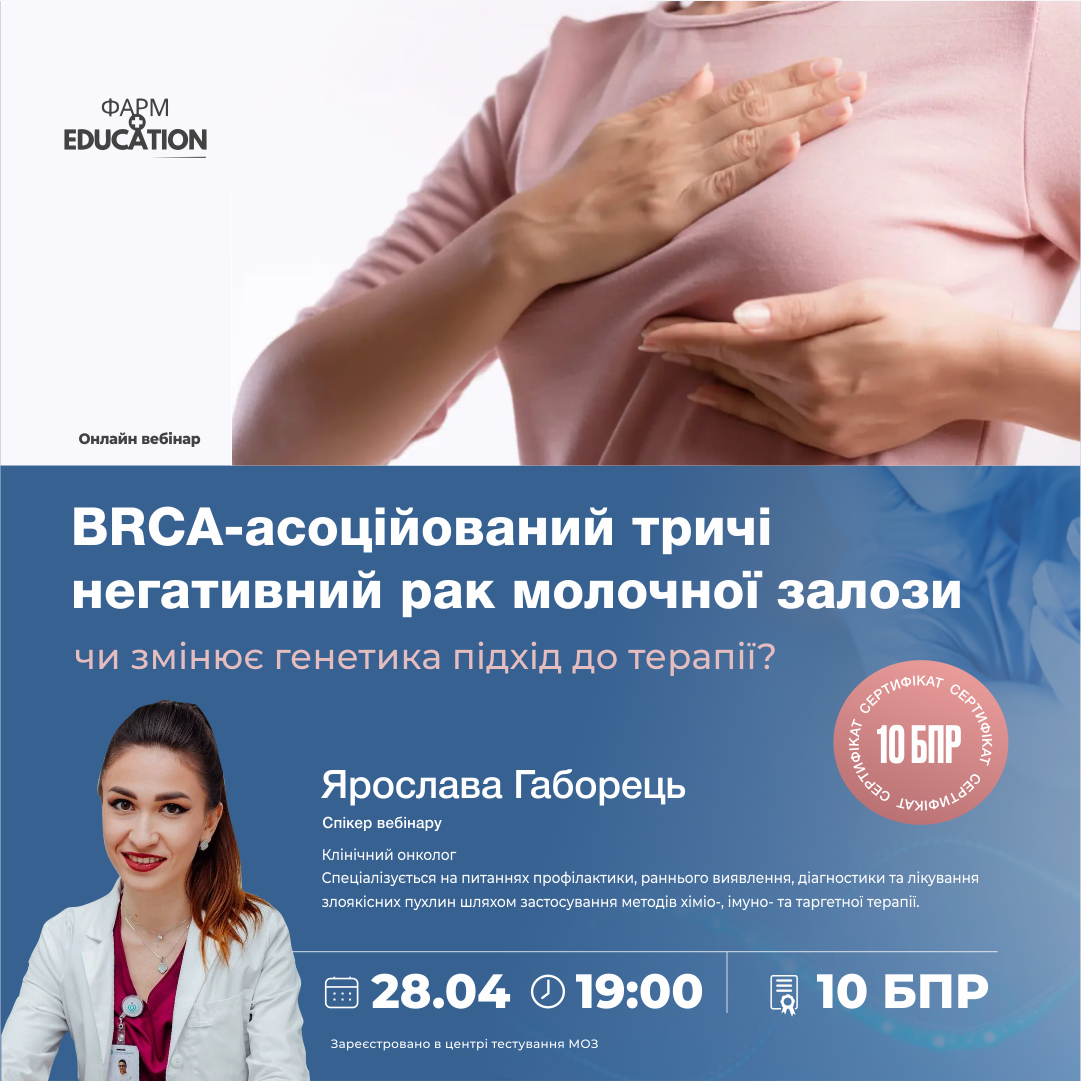 ФАРМ
EDUCATION
Онлайн вебінар
BRCA-асоційований тричі
негативний рак молочної залози
чи змінює генетика підхід до терапії?
СЕРТИФІКАТ СЕРТИФІКАТ СЕРТИФІКАТ СЕРТИФІКАТ
10 БПР
Ярослава Габорець
Спікер вебінару
Клінічний онколог
Спеціалізується на питаннях профілактики, раннього виявлення, діагностики та лікування
злоякісних пухлин шляхом застосування методів хіміо-, імуно- та таргетної терапії.
28.04 19:00 10 БПР
Зареєстровано в центрі тестування МОЗ